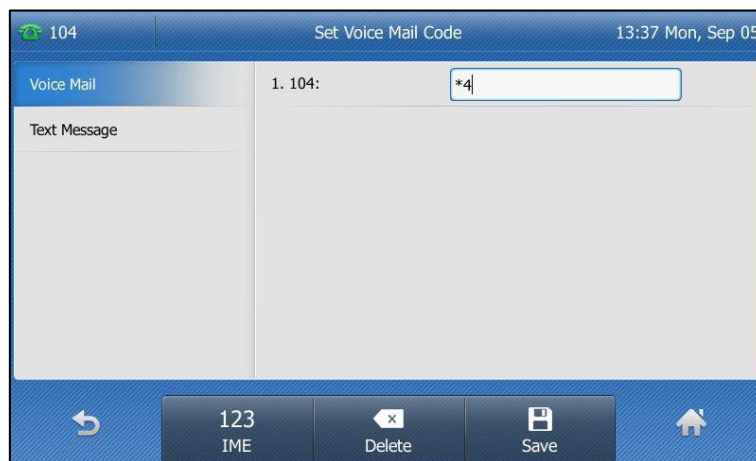 104 Set Voice Mail Code 13:37 Mon, Sep 05
Voice Mail 1. 104: *4
Text Message
123
IME Delete Save